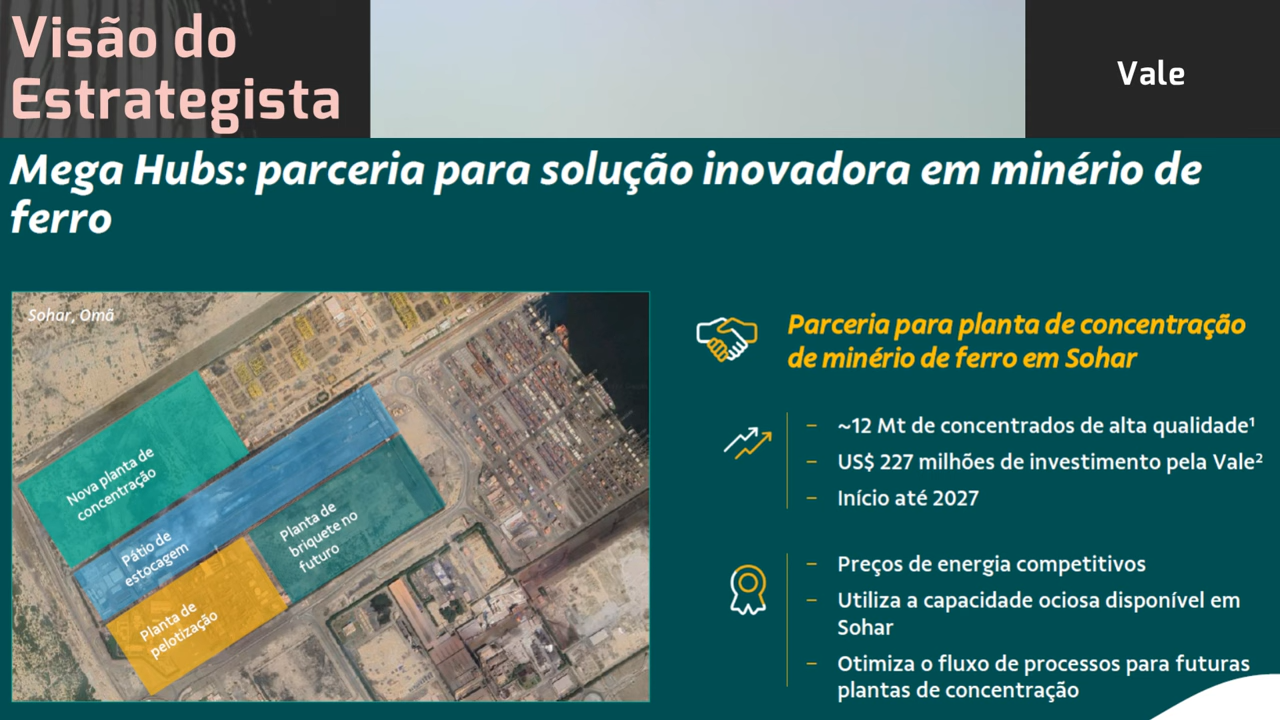 Visão do
Estrategista
Vale
Mega Hubs: parceria para solução inovadora em minério de
ferro
Sohar, Omã
Nova planta de
concentração
Pátio de
estocagem
Planta de
briquete no
futuro
Planta de
pelotização
Parceria para planta de concentração
de minério de ferro em Sohar
– ~12 Mt de concentrados de alta qualidade¹
– US$ 227 milhões de investimento pela Vale²
– Início até 2027
– Preços de energia competitivos
– Utiliza a capacidade ociosa disponível em
Sohar
– Otimiza o fluxo de processos para futuras
plantas de concentração